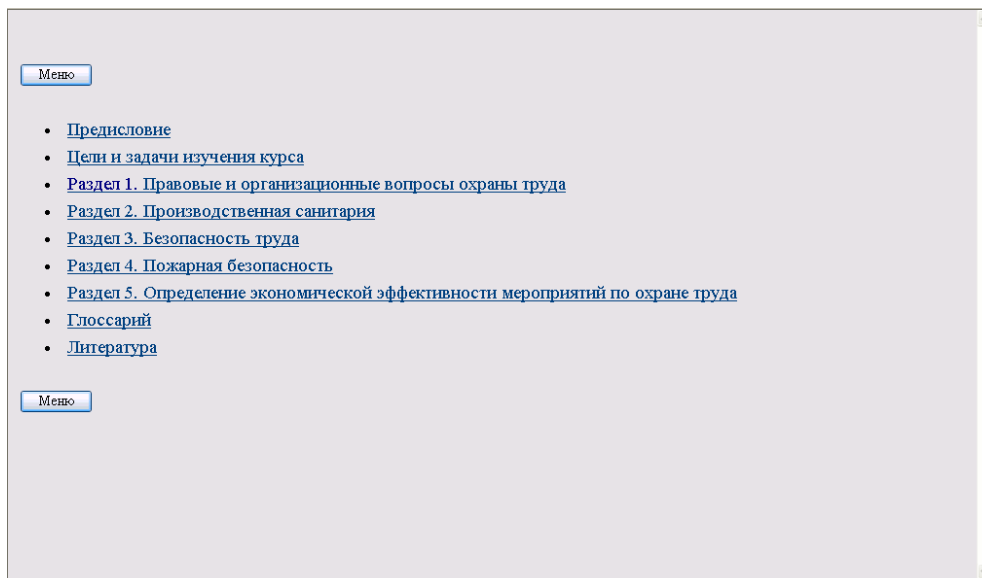 Меню
Предисловие
Цели и задачи изучения курса
Раздел 1. Правовые и организационные вопросы охраны труда
Раздел 2. Производственная санитария
Раздел 3. Безопасность труда
Раздел 4. Пожарная безопасность
Раздел 5. Определение экономической эффективности мероприятий по охране труда
Глоссарий
Литература
Меню